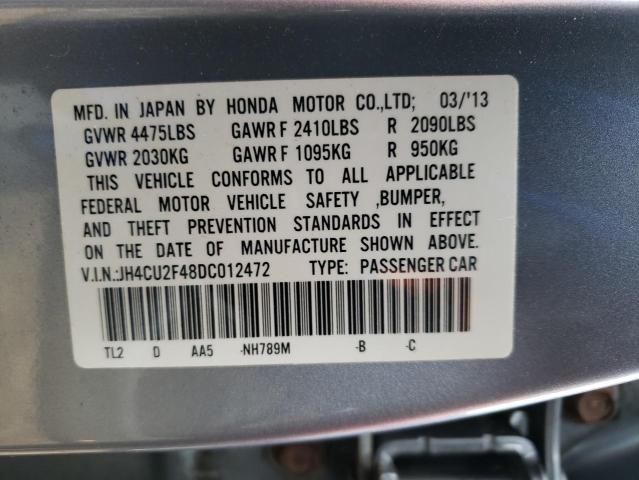 MFD. IN JAPAN BY HONDA MOTOR CO.,LTD; 03/'13
GVWR 4475LBS GAWR F 2410LBS R 2090LBS
GVWR 2030KG GAWR F 1095KG R 950KG
THIS VEHICLE CONFORMS TO ALL APPLICABLE
FEDERAL MOTOR VEHICLE SAFETY ,BUMPER,
AND THEFT PREVENTION STANDARDS IN EFFECT
ON THE DATE OF MANUFACTURE SHOWN ABOVE.
V.I.N.:JH4CU2F48DC012472 TYPE: PASSENGER CAR
TL2 D AA5 -NH789M -B -C